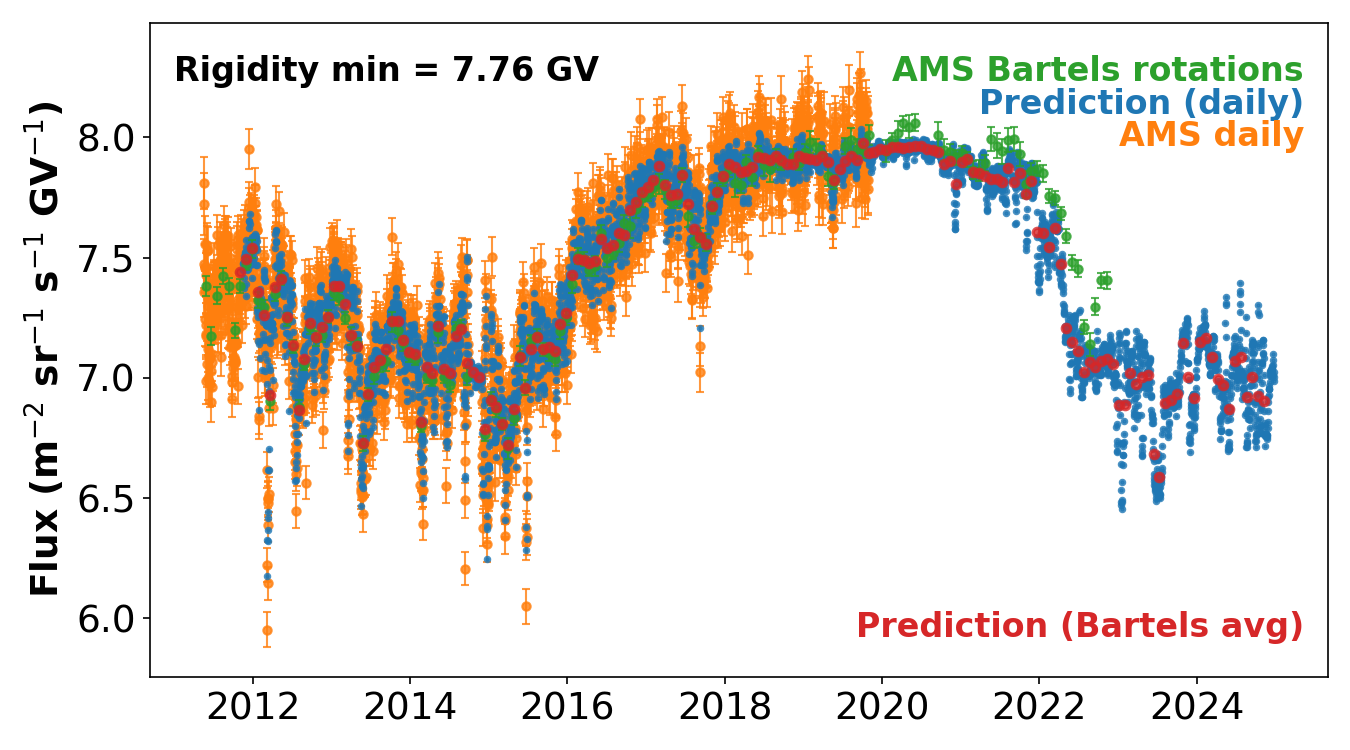 Rigidity min = 7.76 GV
AMS Bartels rotations
Prediction (daily)
AMS daily
Prediction (Bartels avg)
Flux (m⁻² sr⁻¹ s⁻¹ GV⁻¹)
8.0
7.5
7.0
6.5
6.0
2012 2014 2016 2018 2020 2022 2024